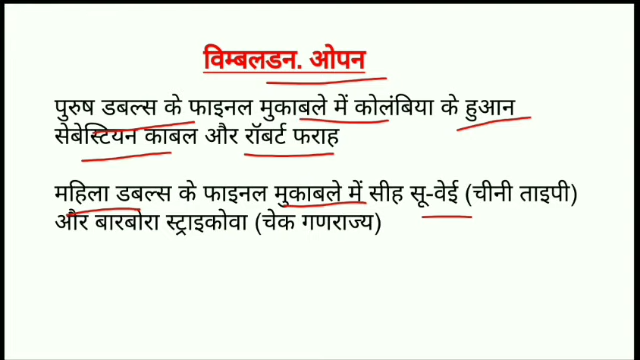 विम्बलडन. ओपन
पुरुष डबल्स के फाइनल मुकाबले में कोलंबिया के हुआन
सेबेस्टियन काबल और रॉबर्ट फराह
महिला डबल्स के फाइनल मुकाबले में सीह सू-वेई (चीनी ताइपी)
और बारबोरा स्ट्राइकोवा (चेक गणराज्य)